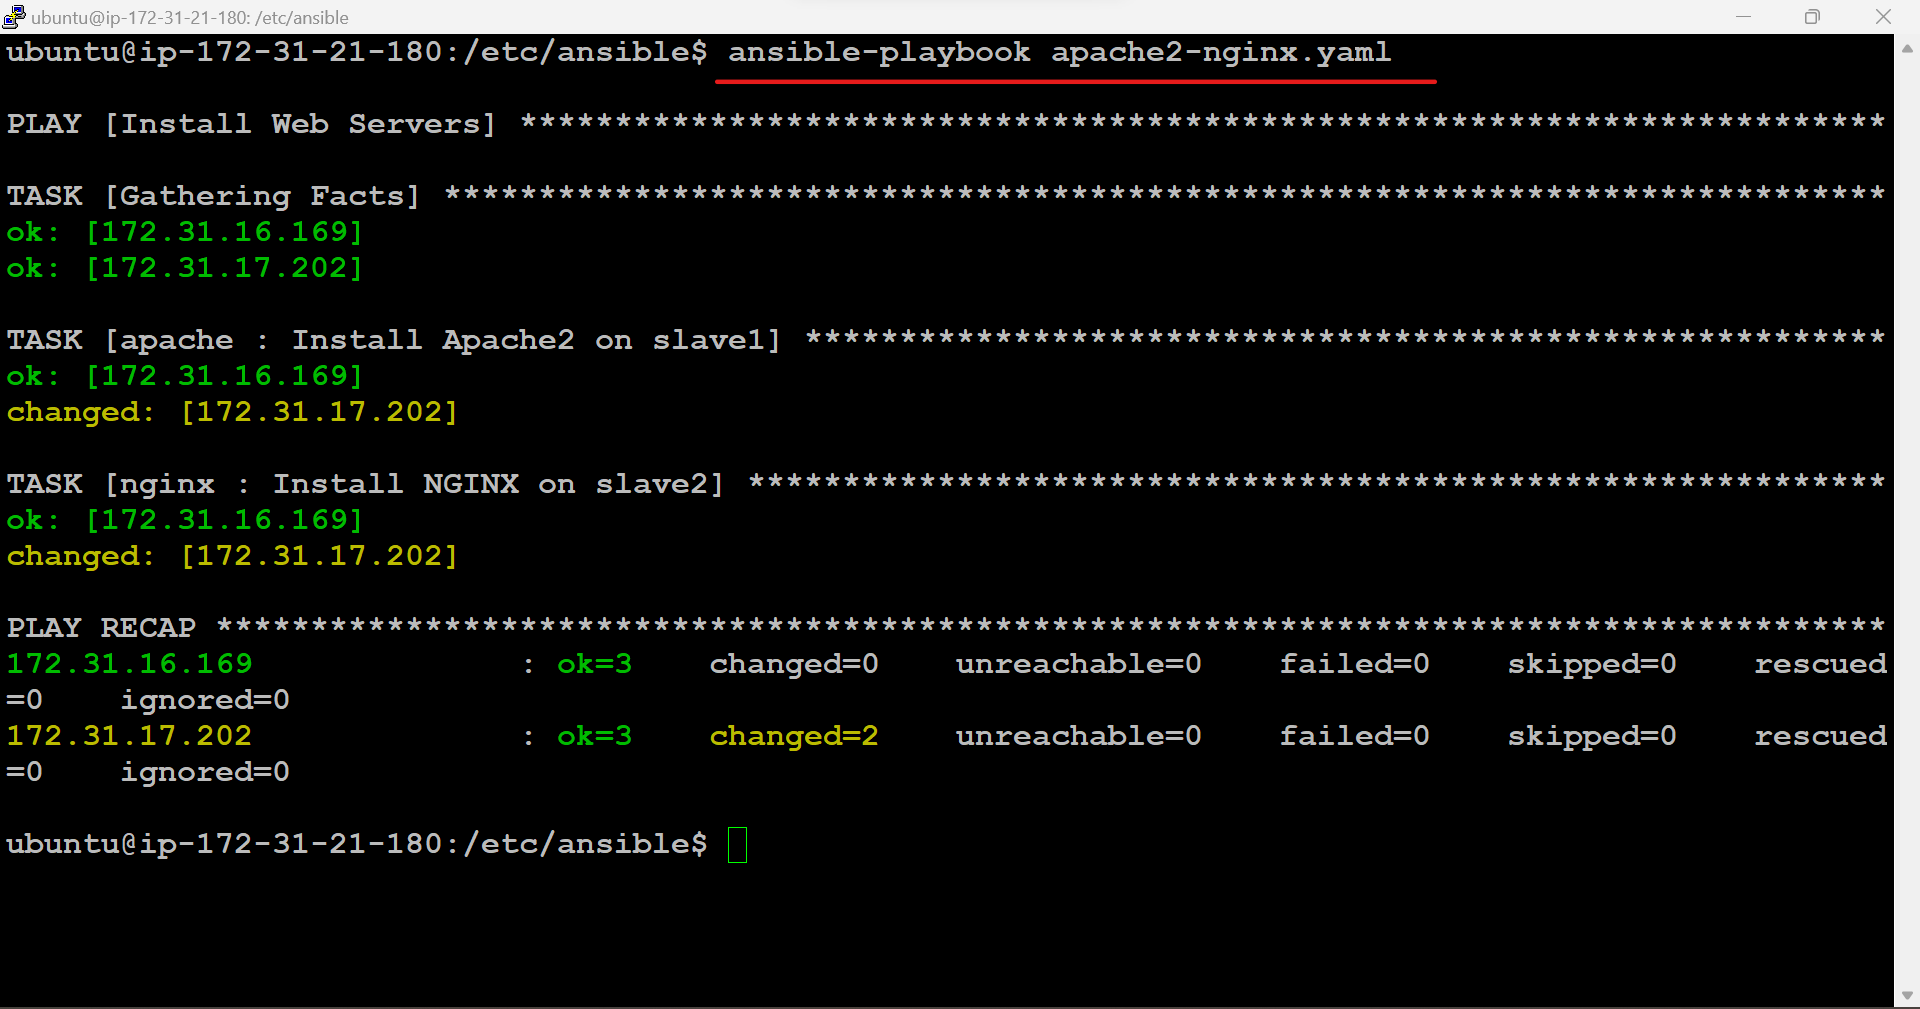 ubuntu@ip-172-31-21-180: /etc/ansible
ubuntu@ip-172-31-21-180:/etc/ansible$ ansible-playbook apache2-nginx.yaml
PLAY [Install Web Servers] ************************************************************************
TASK [Gathering Facts] ****************************************************************************
ok: [172.31.16.169]
ok: [172.31.17.202]
TASK [apache : Install Apache2 on slave1] *********************************************************
ok: [172.31.16.169]
changed: [172.31.17.202]
TASK [nginx : Install NGINX on slave2] ************************************************************
ok: [172.31.16.169]
changed: [172.31.17.202]
PLAY RECAP ****************************************************************************************
172.31.16.169              : ok=3    changed=0    unreachable=0    failed=0    skipped=0    rescued
=0    ignored=0
172.31.17.202              : ok=3    changed=2    unreachable=0    failed=0    skipped=0    rescued
=0    ignored=0
ubuntu@ip-172-31-21-180:/etc/ansible$